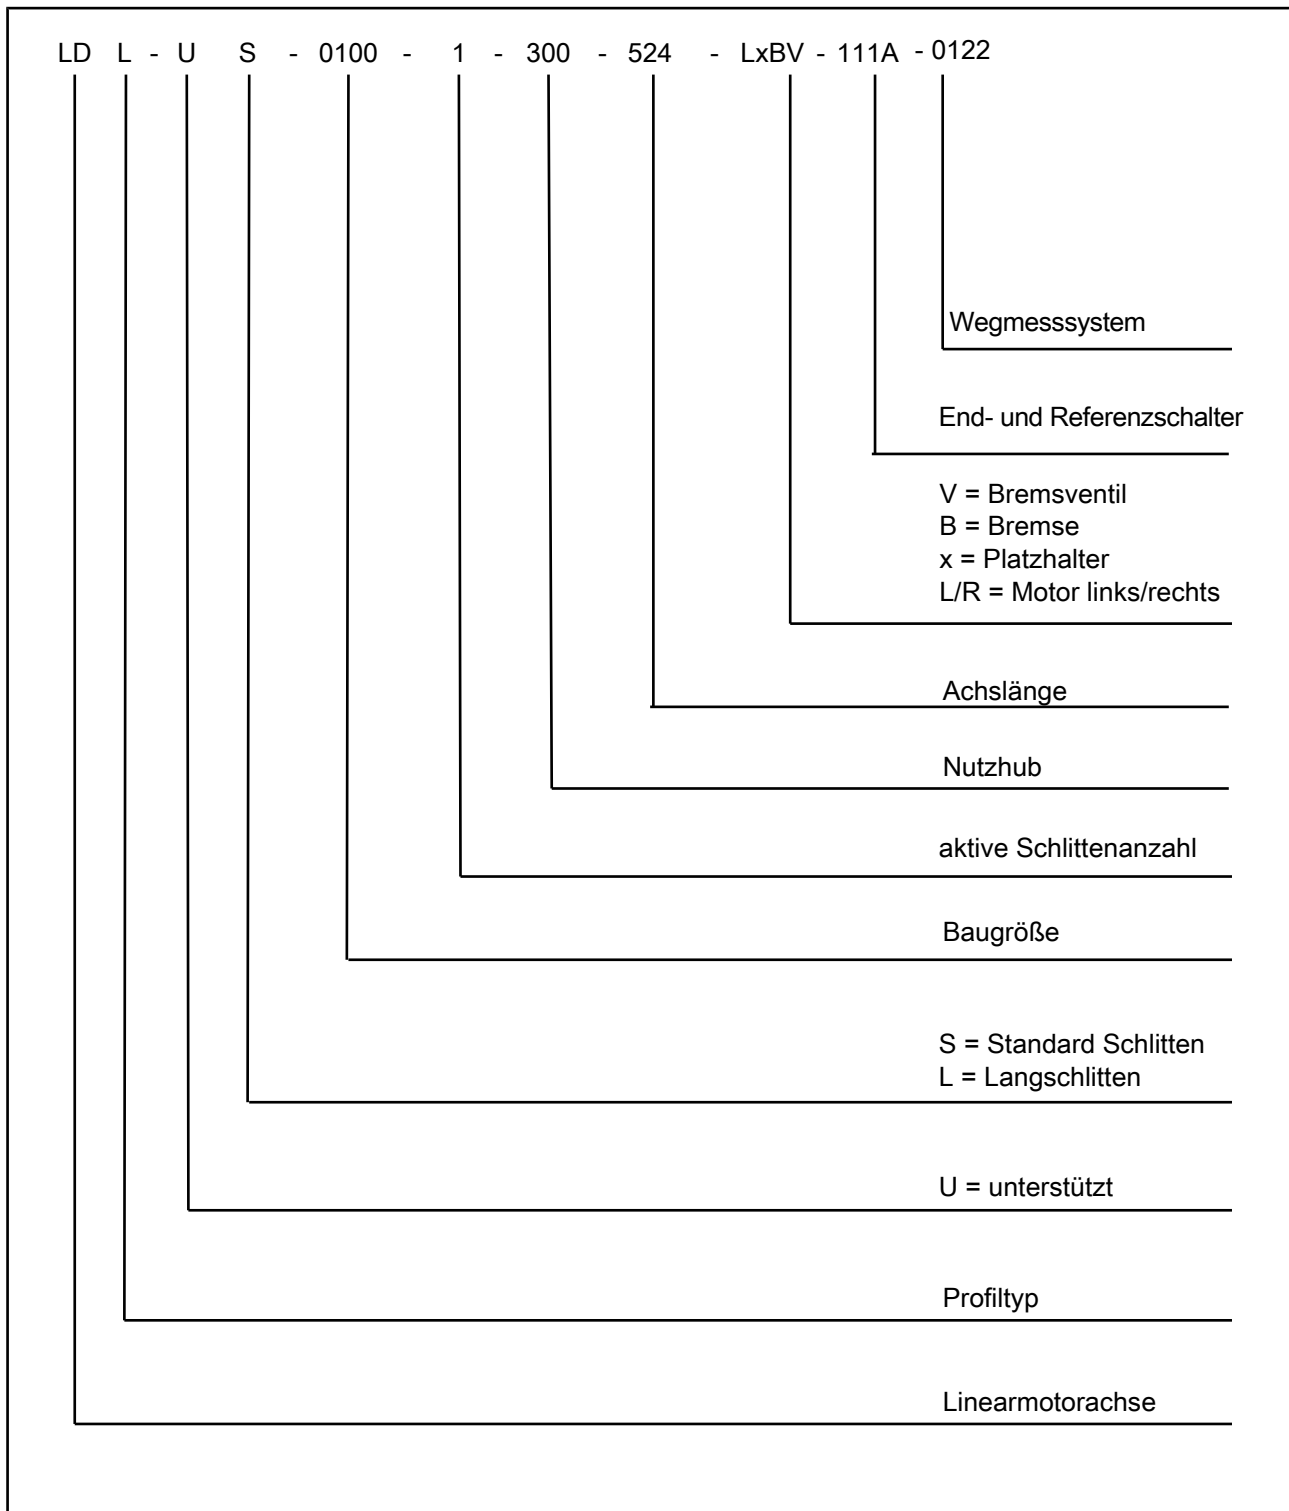 LD L - U S - 0100 - 1 - 300 - 524 - LxBV - 111A - 0122
Wegmesssystem
End- und Referenzschalter
V = Bremsventil
B = Bremse
x = Platzhalter
L/R = Motor links/rechts
Achslänge
Nutzhub
aktive Schlittenanzahl
Baugröße
S = Standard Schlitten
L = Langschlitten
U = unterstützt
Profiltyp
Linearmotorachse